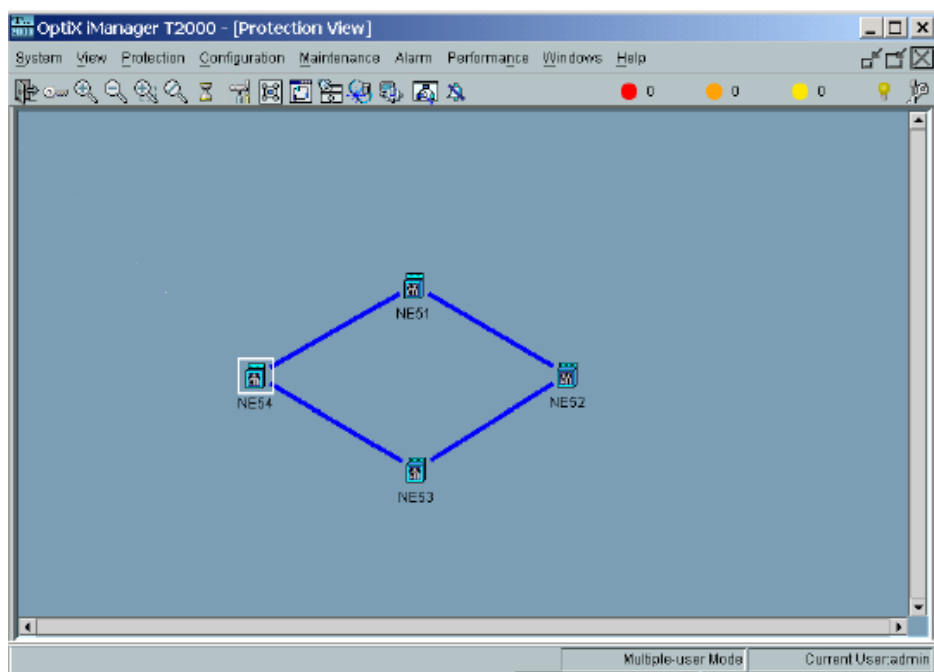 OptiX iManager T2000 - [Protection View]
System View Protection Configuration Maintenance Alarm Performance Windows Help
0 0 0
NE51
NE54
NE52
NE53
Multiple-user Mode Current User:admin